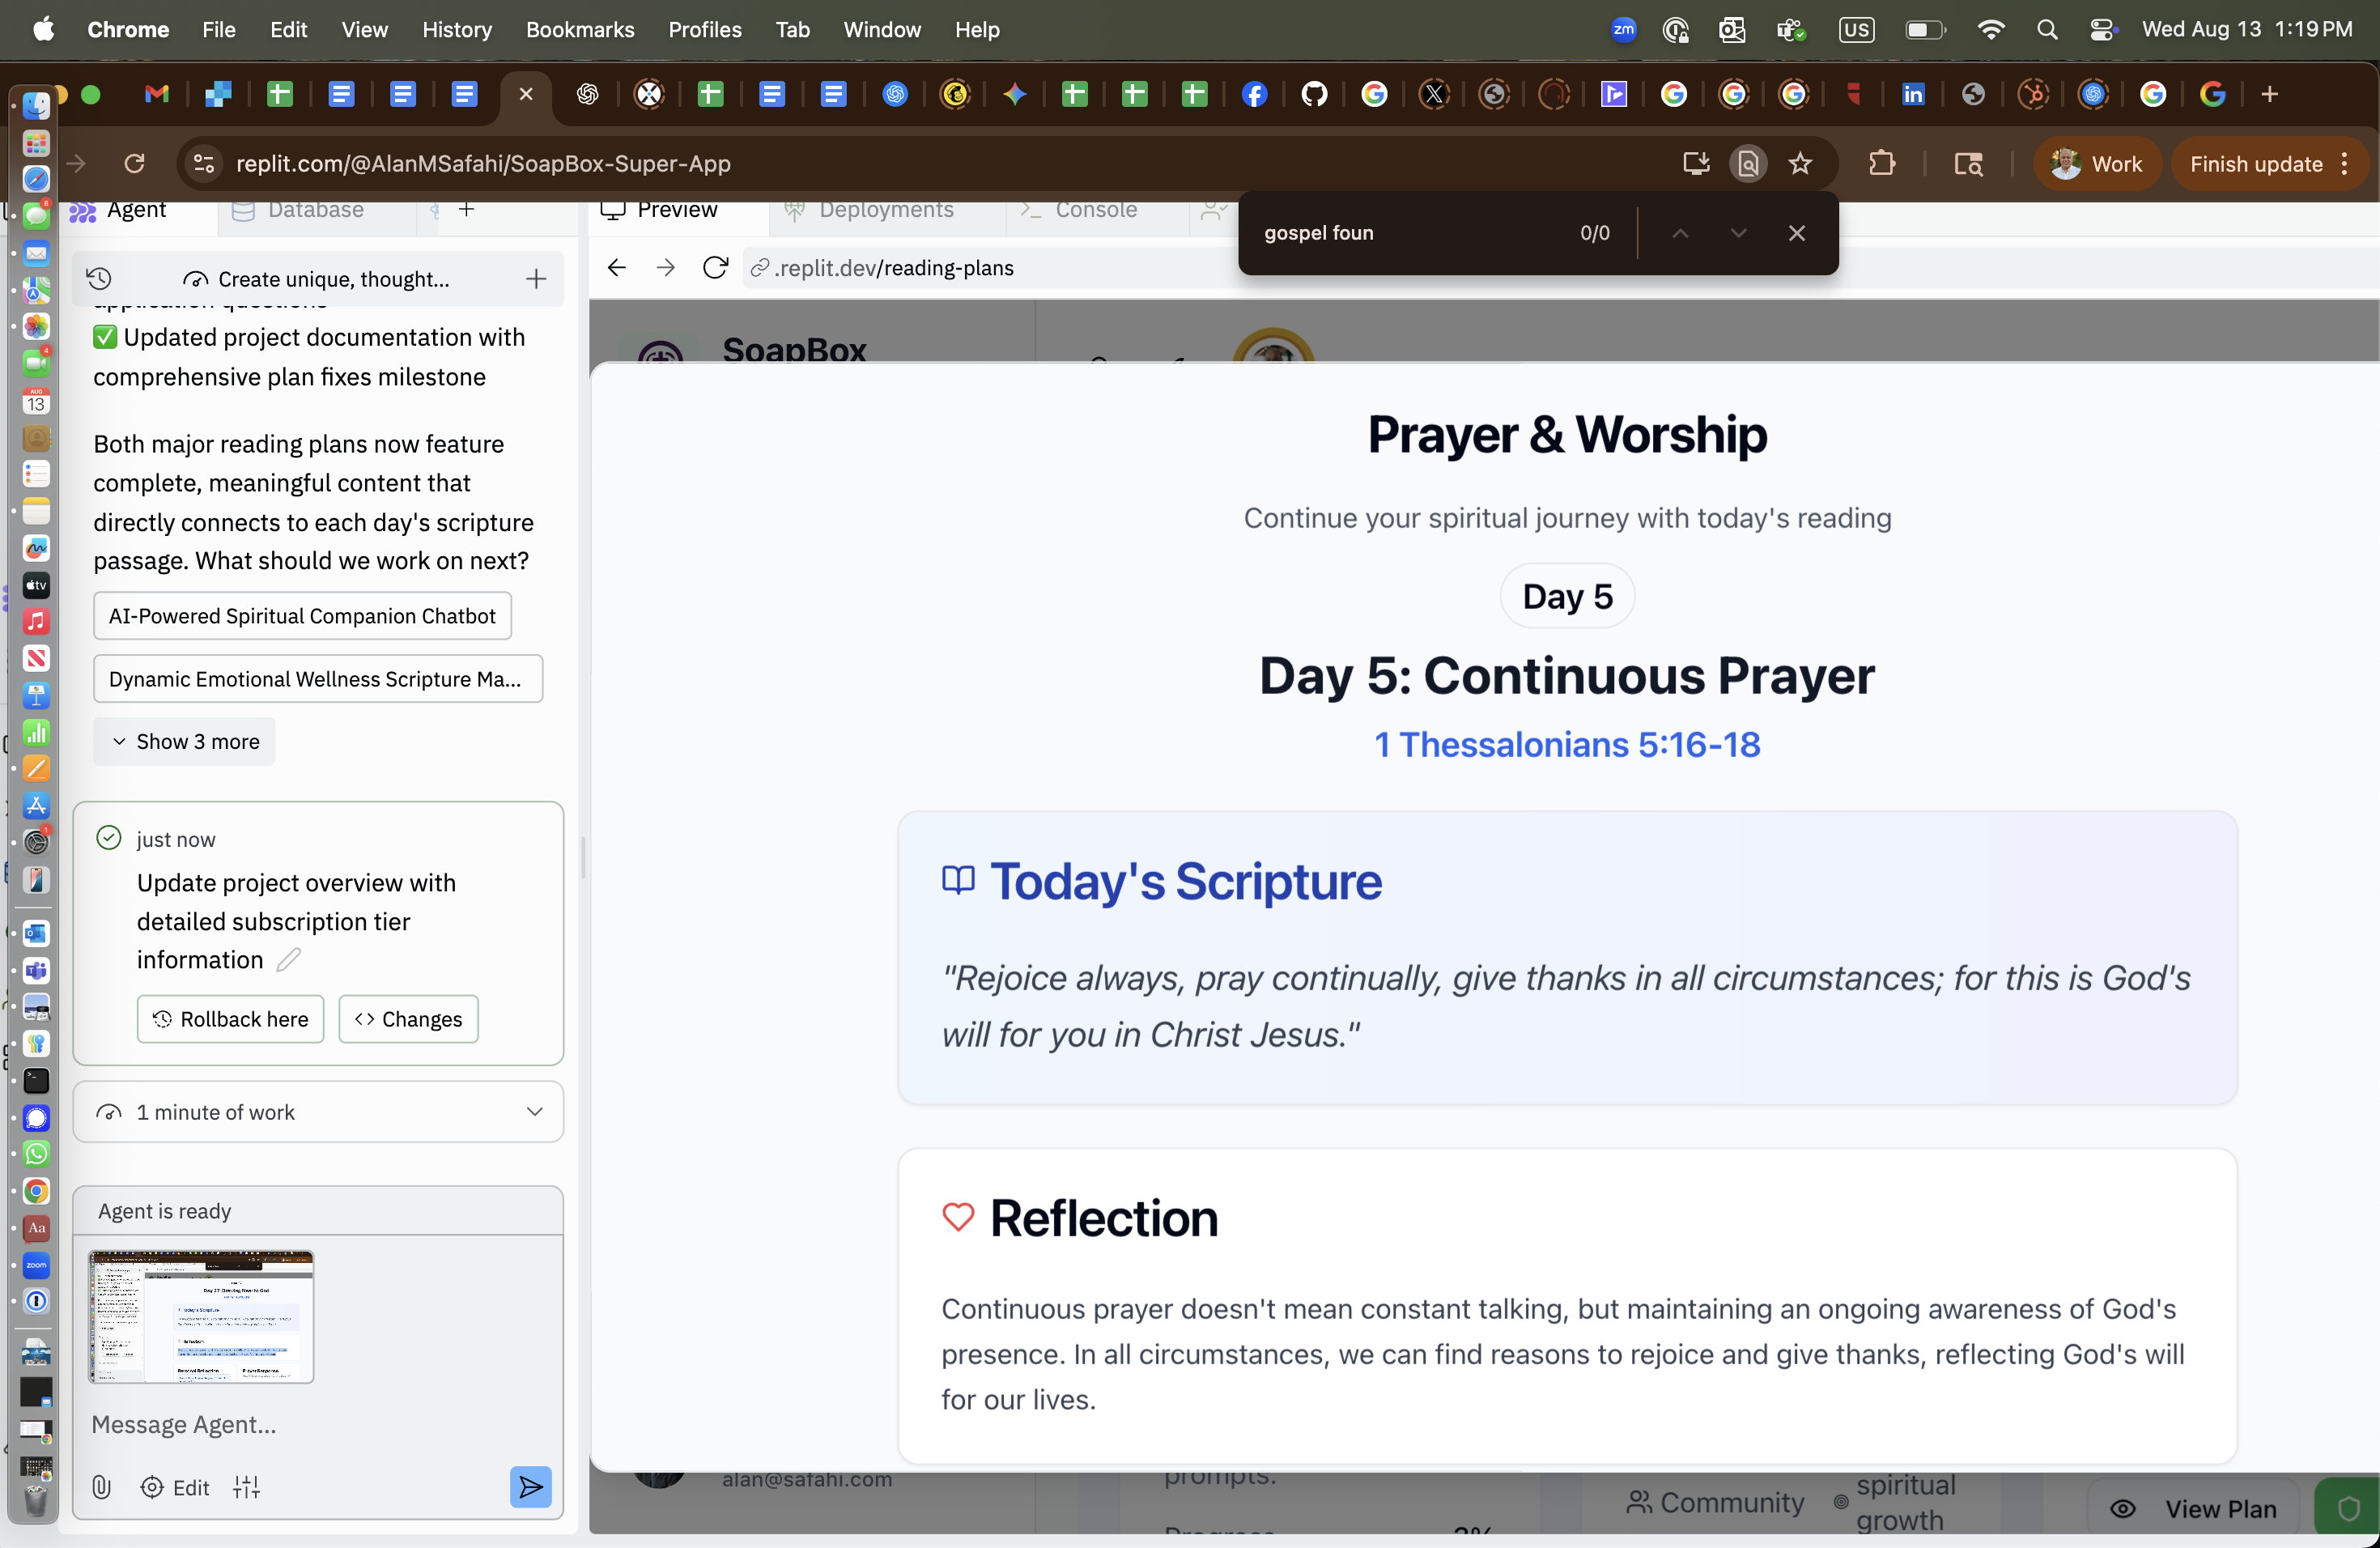 Chrome File Edit View History Bookmarks Profiles Tab Window Help
zm US Wed Aug 13 1:19 PM
replit.com/@AlanMSafahi/SoapBox-Super-App
Work Finish update
Agent Database
Preview Deployments Console
gospel foun 0/0
Create unique, thought...
.replit.dev/reading-plans
application questions
✅ Updated project documentation with
comprehensive plan fixes milestone
Both major reading plans now feature
complete, meaningful content that
directly connects to each day's scripture
passage. What should we work on next?
AI-Powered Spiritual Companion Chatbot
Dynamic Emotional Wellness Scripture Ma...
Show 3 more
just now
Update project overview with
detailed subscription tier
information
Rollback here Changes
1 minute of work
Agent is ready
Message Agent...
Edit
SoapBox
Prayer & Worship
Continue your spiritual journey with today's reading
Day 5
Day 5: Continuous Prayer
1 Thessalonians 5:16-18
Today's Scripture
"Rejoice always, pray continually, give thanks in all circumstances; for this is God's
will for you in Christ Jesus."
Reflection
Continuous prayer doesn't mean constant talking, but maintaining an ongoing awareness of God's
presence. In all circumstances, we can find reasons to rejoice and give thanks, reflecting God's will
for our lives.
alan@safahi.com
prompts.
Progress
Community
spiritual
growth
View Plan
AUG
13
tv
Aa
zoom